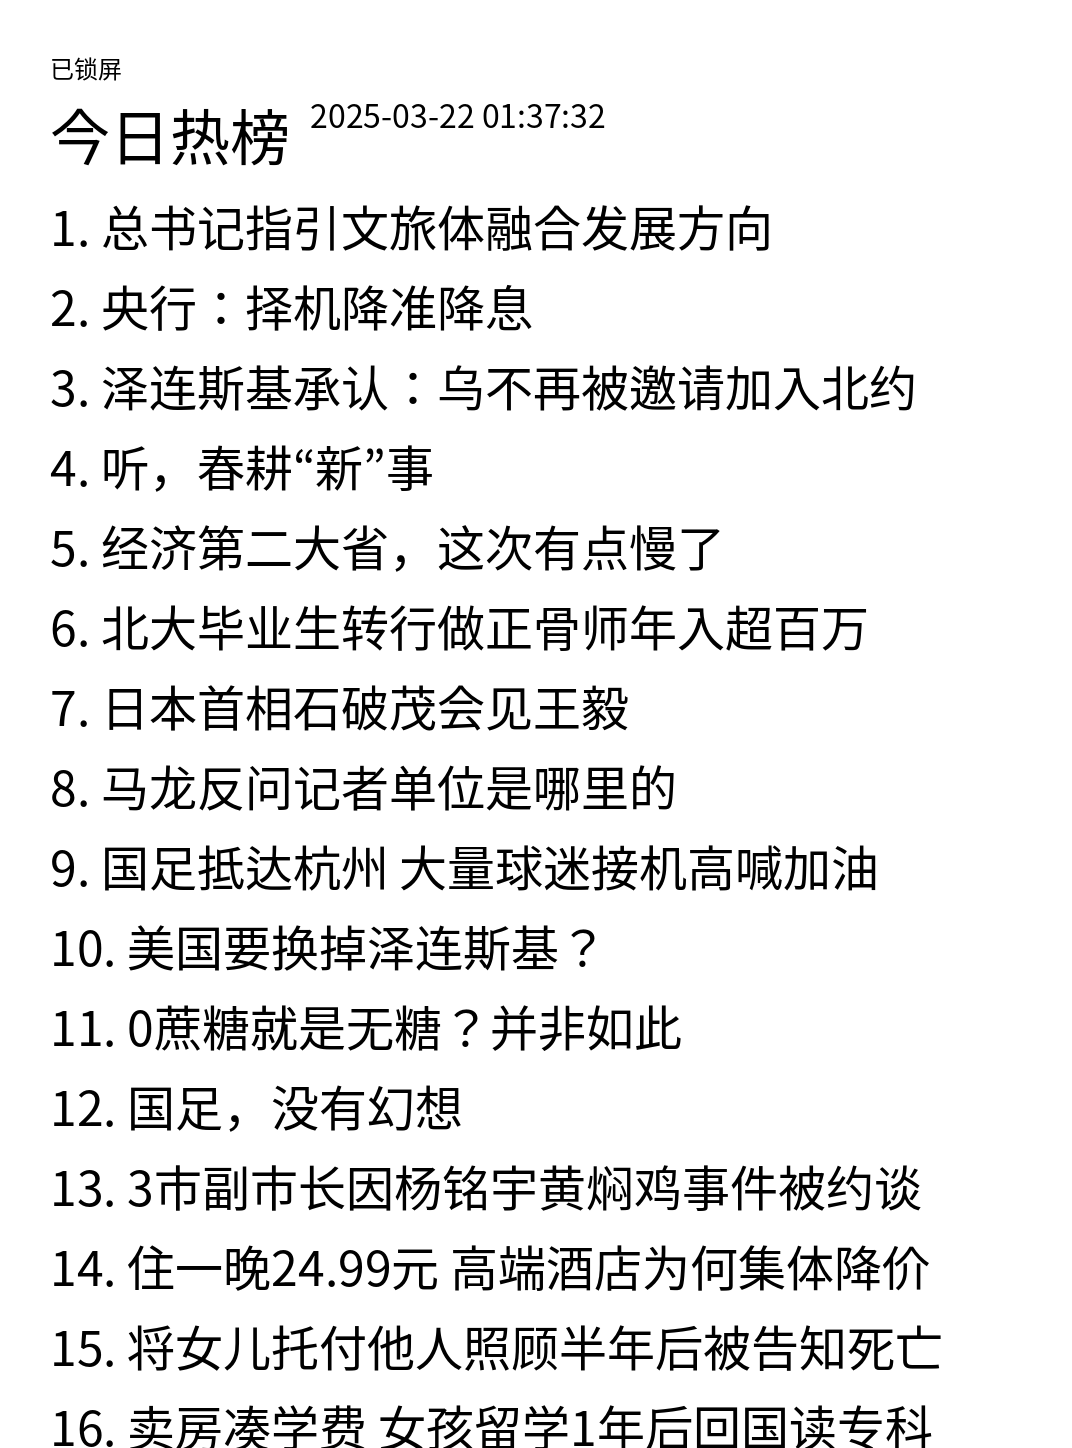 已锁屏
今日热榜 2025-03-22 01:37:32
1. 总书记指引文旅体融合发展方向
2. 央行：择机降准降息
3. 泽连斯基承认：乌不再被邀请加入北约
4. 听，春耕“新”事
5. 经济第二大省，这次有点慢了
6. 北大毕业生转行做正骨师年入超百万
7. 日本首相石破茂会见王毅
8. 马龙反问记者单位是哪里的
9. 国足抵达杭州 大量球迷接机高喊加油
10. 美国要换掉泽连斯基？
11. 0蔗糖就是无糖？并非如此
12. 国足，没有幻想
13. 3市副市长因杨铭宇黄焖鸡事件被约谈
14. 住一晚24.99元 高端酒店为何集体降价
15. 将女儿托付他人照顾半年后被告知死亡
16. 卖房凑学费 女孩留学1年后回国读专科